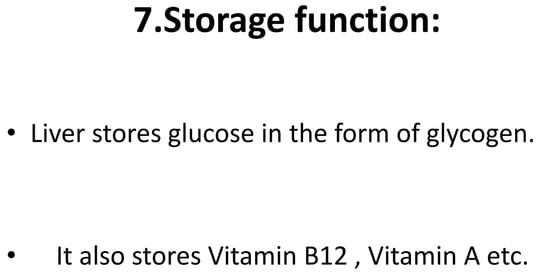 7.Storage function:
• Liver stores glucose in the form of glycogen.
• It also stores Vitamin B12 , Vitamin A etc.